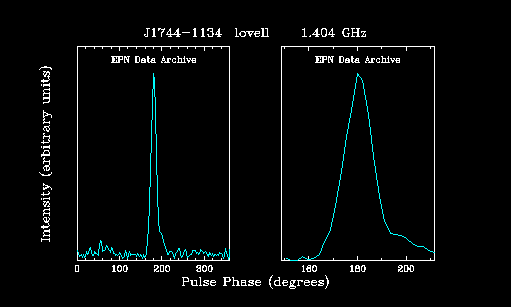 J1744-1134 lovell 1.404 GHz
EPN Data Archive EPN Data Archive
Intensity (arbitrary units)
0 100 200 300 160 180 200
Pulse Phase (degrees)